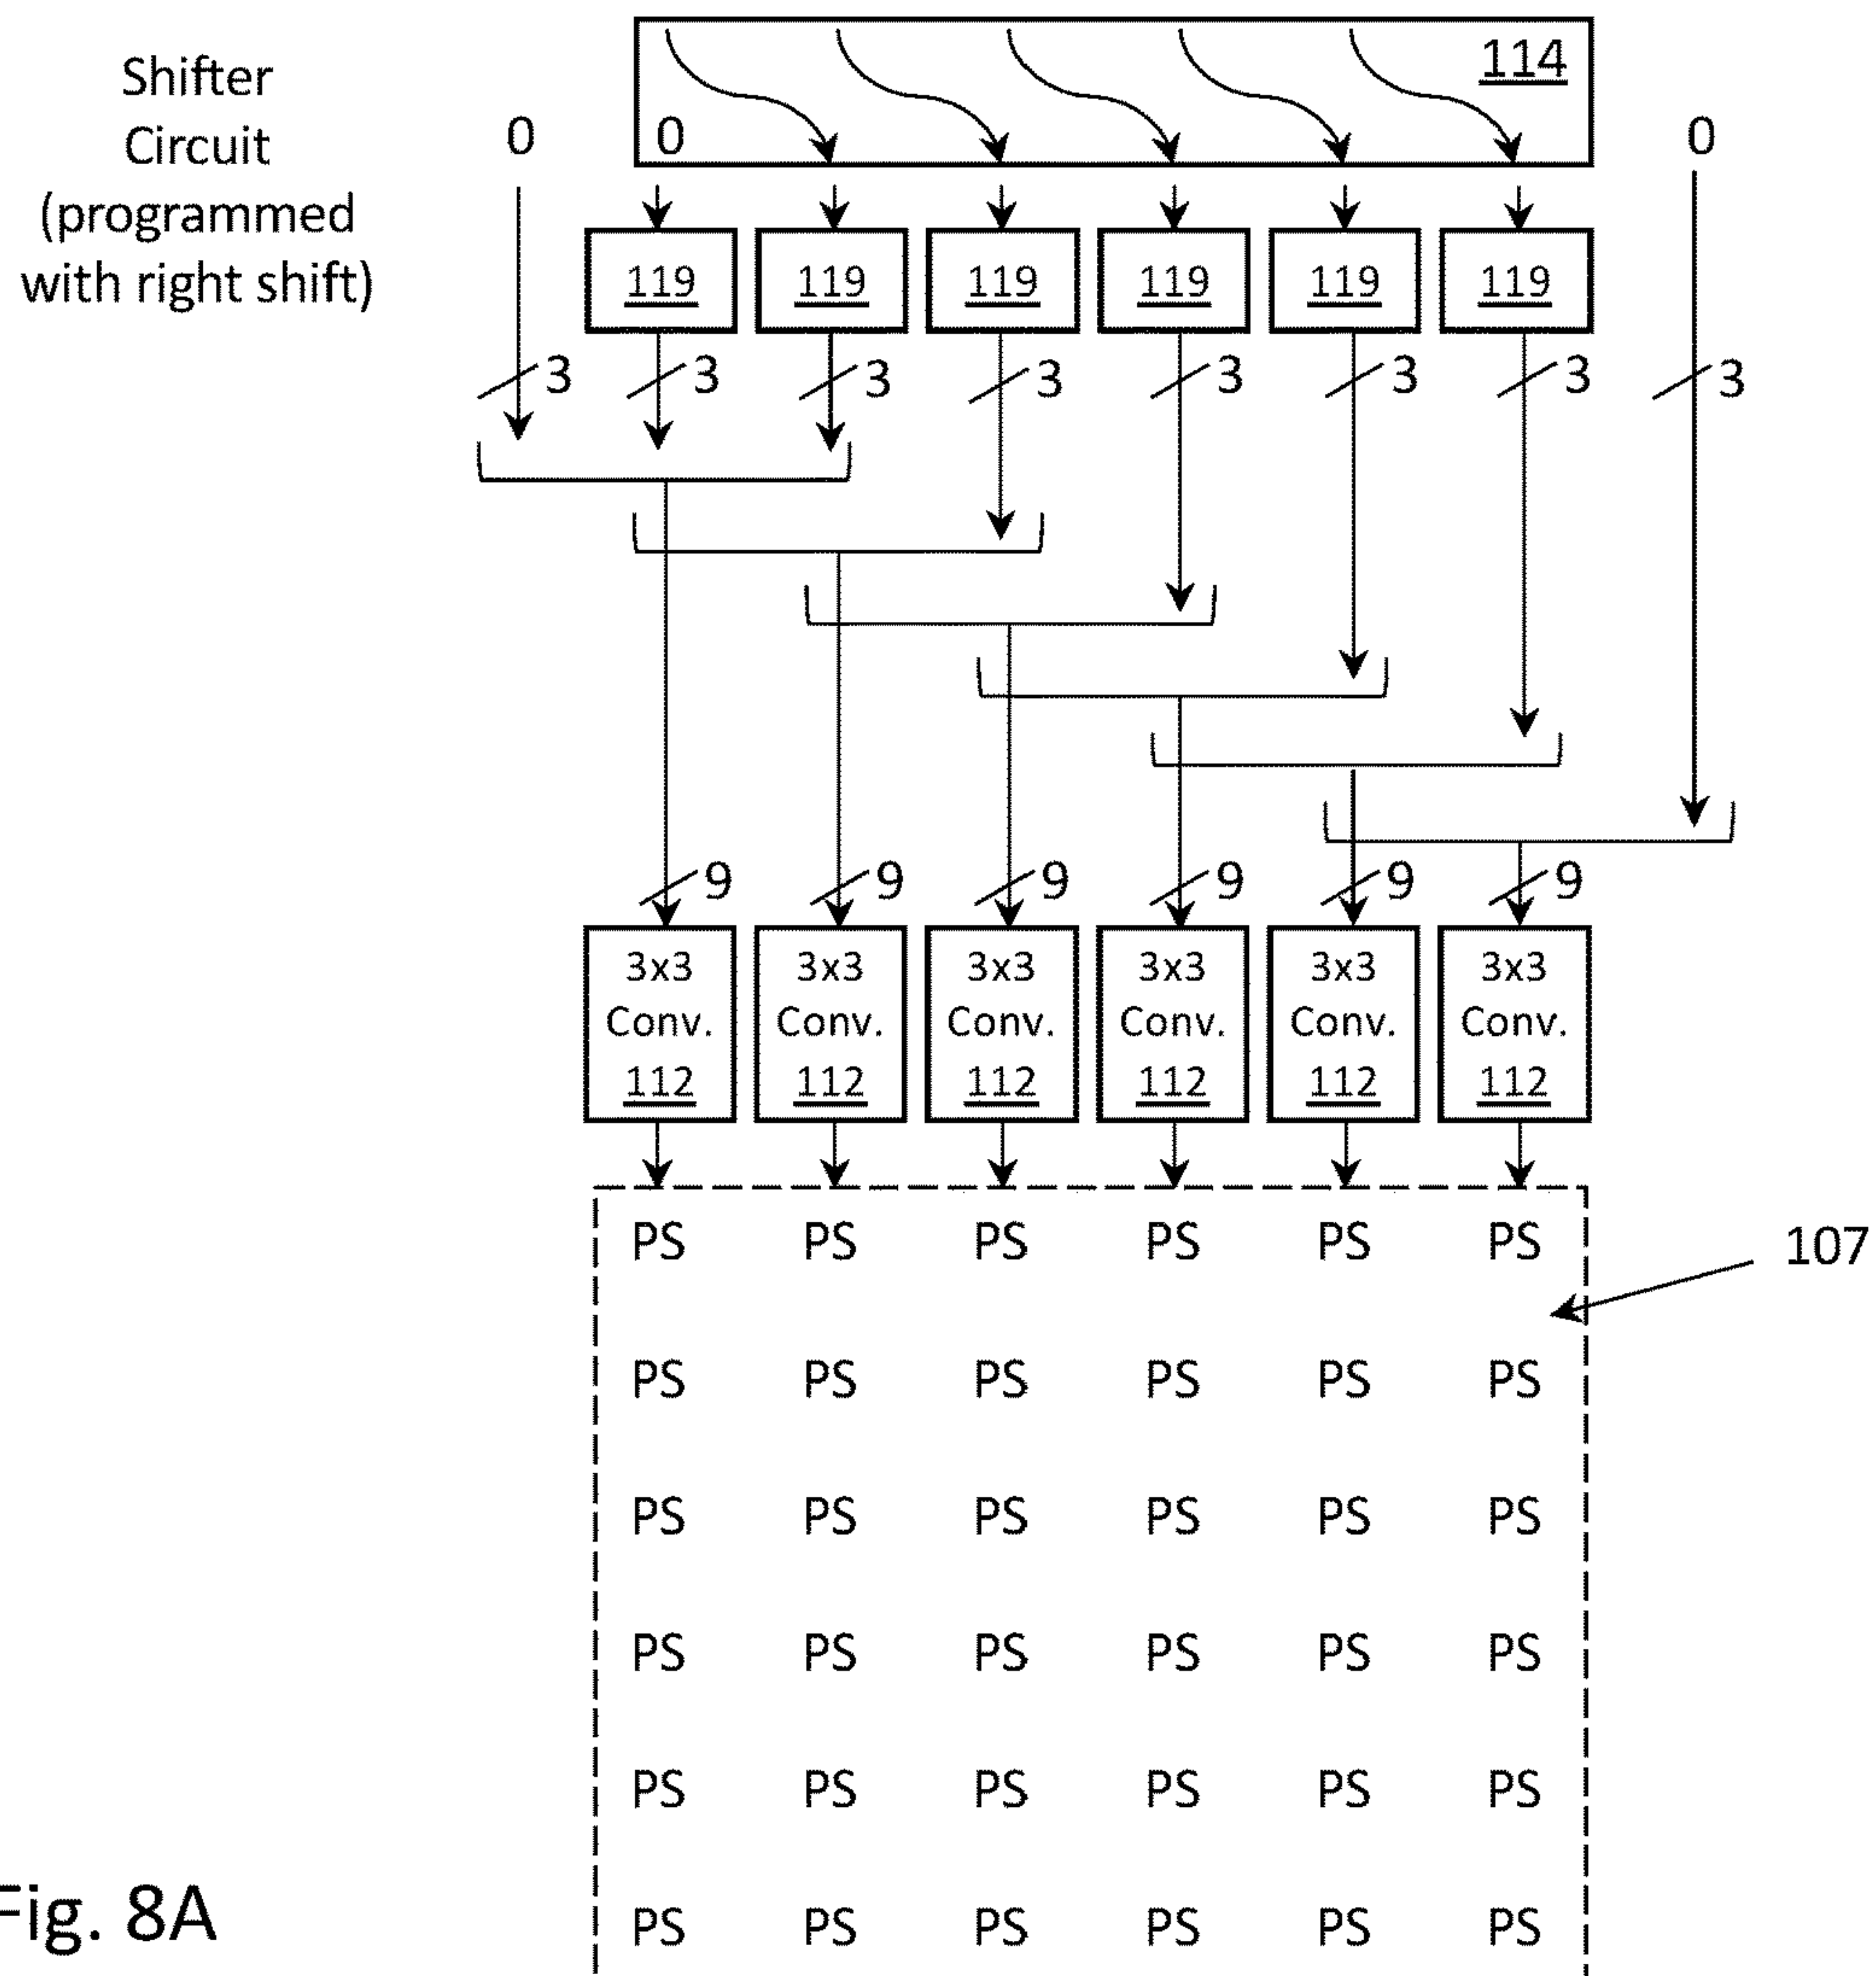 Shifter
Circuit
(programmed
with right shift)
114
0 0 0
119 119 119 119 119 119
3 3 3 3 3 3 3 3
9 9 9 9 9 9
3x3 3x3 3x3 3x3 3x3 3x3
Conv. Conv. Conv. Conv. Conv. Conv.
112 112 112 112 112 112
PS PS PS PS PS PS
107
PS PS PS PS PS PS
PS PS PS PS PS PS
PS PS PS PS PS PS
PS PS PS PS PS PS
PS PS PS PS PS PS
Fig. 8A